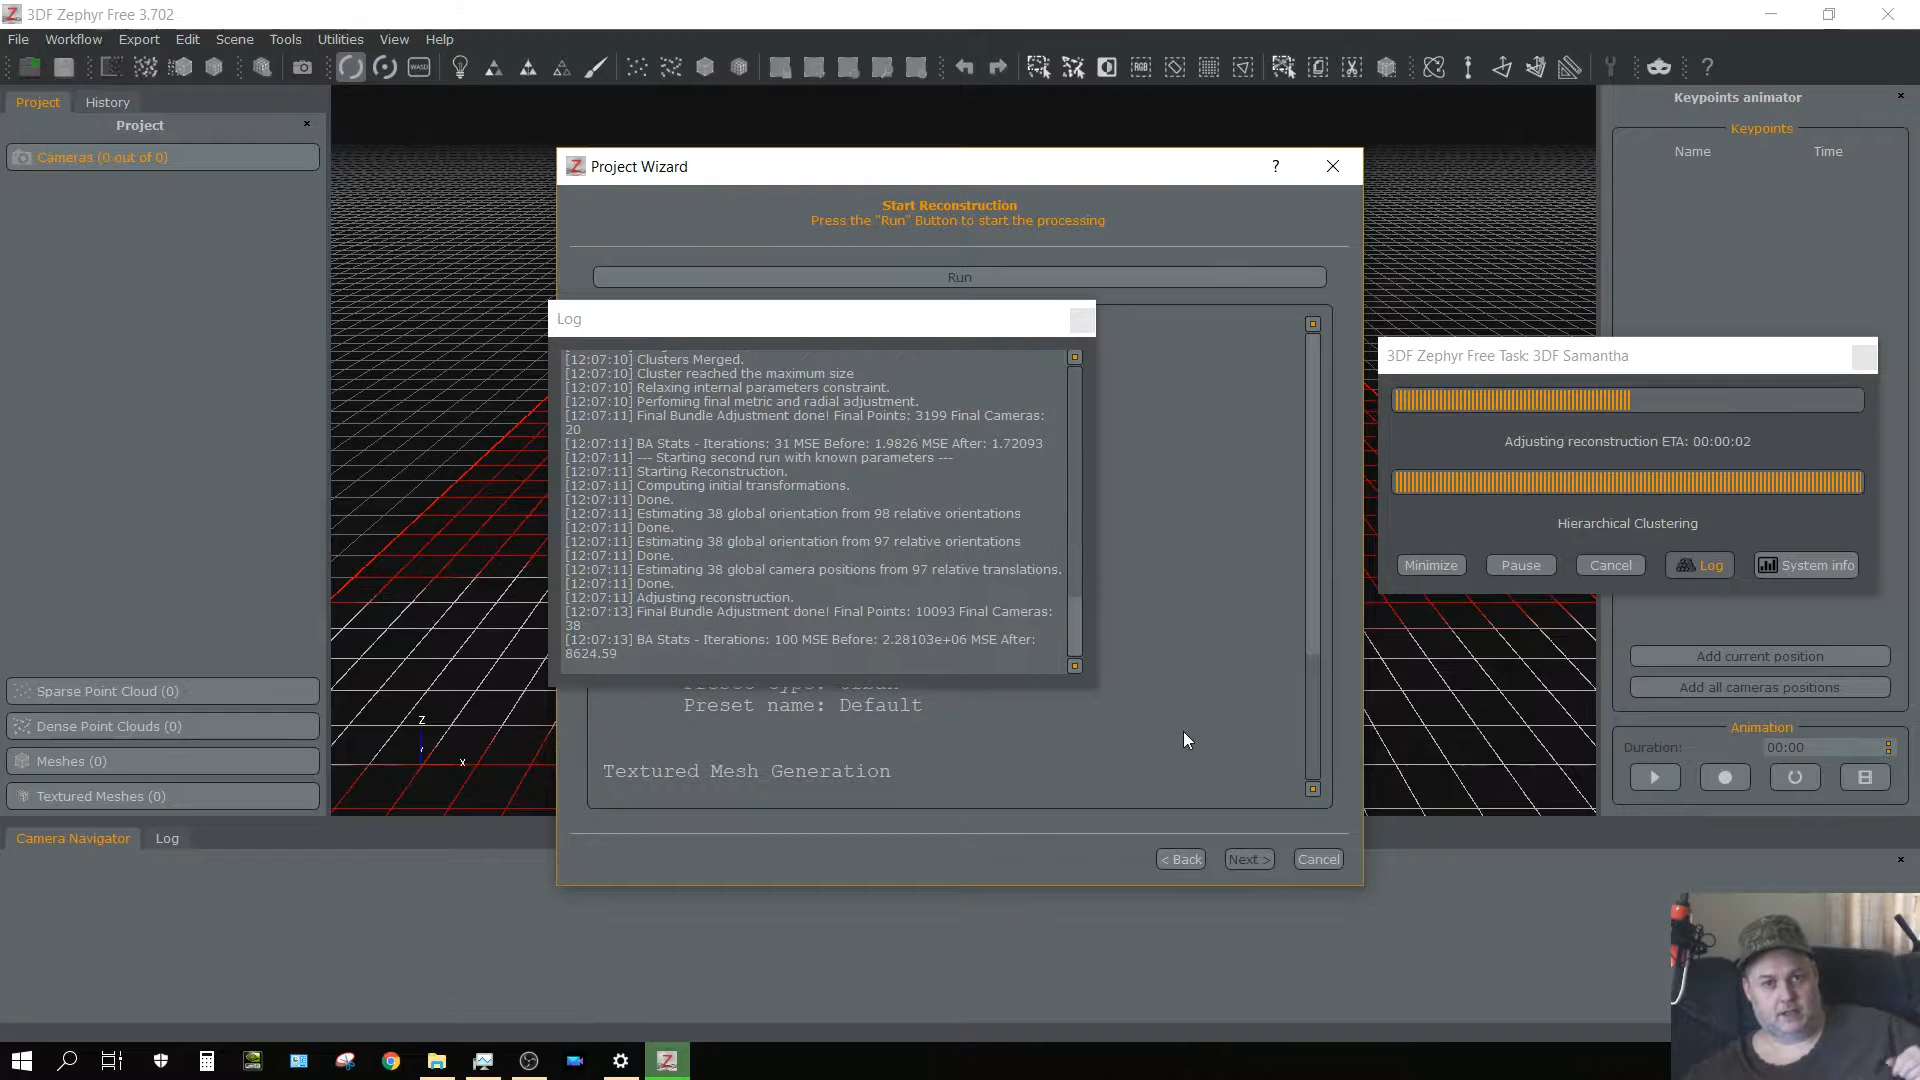 3DF Zephyr Free 3.702
File Workflow Export Edit Scene Tools Utilities View Help
WASD
RGB
Project History
Project
Cameras (0 out of 0)
Sparse Point Cloud (0)
Dense Point Clouds (0)
Meshes (0)
Textured Meshes (0)
Z
x
Project Wizard
Start Reconstruction
Press the "Run" Button to start the processing
Run
Log
[12:07:10] Clusters Merged.
[12:07:10] Cluster reached the maximum size
[12:07:10] Relaxing internal parameters constraint.
[12:07:10] Perfoming final metric and radial adjustment.
[12:07:11] Final Bundle Adjustment done! Final Points: 3199 Final Cameras:
20
[12:07:11] BA Stats - Iterations: 31 MSE Before: 1.9826 MSE After: 1.72093
[12:07:11] --- Starting second run with known parameters ---
[12:07:11] Starting Reconstruction.
[12:07:11] Computing initial transformations.
[12:07:11] Done.
[12:07:11] Estimating 38 global orientation from 98 relative orientations
[12:07:11] Done.
[12:07:11] Estimating 38 global orientation from 97 relative orientations
[12:07:11] Done.
[12:07:11] Estimating 38 global camera positions from 97 relative translations.
[12:07:11] Done.
[12:07:11] Adjusting reconstruction.
[12:07:13] Final Bundle Adjustment done! Final Points: 10093 Final Cameras:
38
[12:07:13] BA Stats - Iterations: 100 MSE Before: 2.28103e+06 MSE After:
8624.59
Preset name: Default
Textured Mesh Generation
< Back Next > Cancel
3DF Zephyr Free Task: 3DF Samantha
Adjusting reconstruction ETA: 00:00:02
Hierarchical Clustering
Minimize Pause Cancel Log System info
Keypoints animator
Keypoints
Name Time
Add current position
Add all cameras positions
Animation
Duration: 00:00
Camera Navigator Log